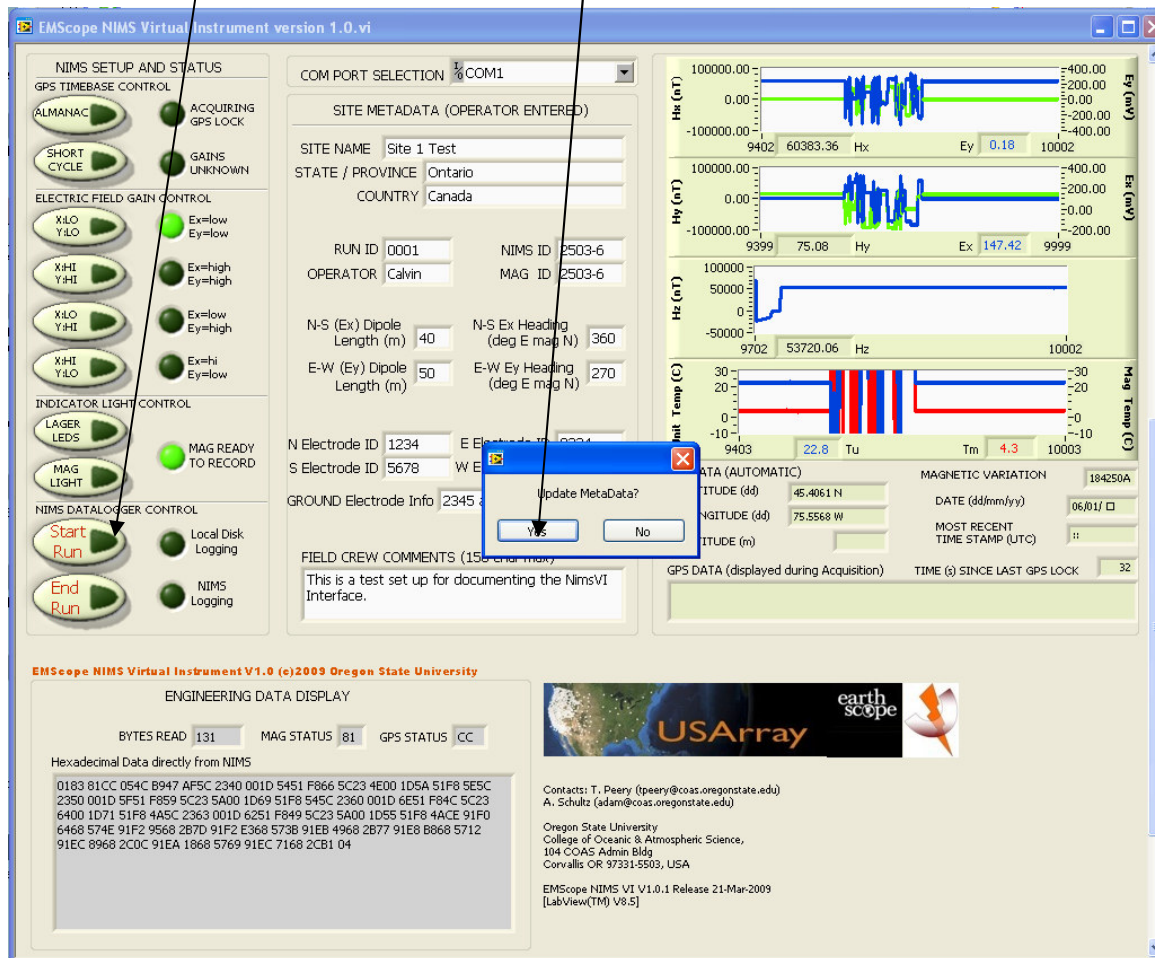 EMScope NIMS Virtual Instrument version 1.0.vi
NIMS SETUP AND STATUS
GPS TIMEBASE CONTROL
ALMANAC
ACQUIRING
GPS LOCK
SHORT
CYCLE
GAINS
UNKNOWN
ELECTRIC FIELD GAIN CONTROL
X:LO
Y:LO
Ex=low
Ey=low
X:HI
Y:HI
Ex=high
Ey=high
X:LO
Y:HI
Ex=low
Ey=high
X:HI
Y:LO
Ex=hi
Ey=low
INDICATOR LIGHT CONTROL
LAGER
LEDS
MAG
LIGHT
MAG READY
TO RECORD
NIMS DATALOGGER CONTROL
Start
Run
Local Disk
Logging
End
Run
NIMS
Logging
COM PORT SELECTION COM1
SITE METADATA (OPERATOR ENTERED)
SITE NAME Site 1 Test
STATE / PROVINCE Ontario
COUNTRY Canada
RUN ID 0001 NIMS ID 2503-6
OPERATOR Calvin MAG ID 2503-6
N-S (Ex) Dipole
Length (m) 40
N-S Ex Heading
(deg E mag N) 360
E-W (Ey) Dipole
Length (m) 50
E-W Ey Heading
(deg E mag N) 270
N Electrode ID 1234
S Electrode ID 5678
GROUND Electrode Info 2345
Update MetaData?
Yes No
FIELD CREW COMMENTS
This is a test set up for documenting the NimsVI
Interface.
Hx (nT)
100000.00
0.00
-100000.00
400.00
200.00
0.00
-200.00
-400.00
Ey (mV)
9402 60383.36 Hx Ey 0.18 10002
Hy (nT)
100000.00
0.00
-100000.00
400.00
200.00
0.00
-200.00
Ex (mV)
9399 75.08 Hy Ex 147.42 9999
Hz (nT)
100000
50000
0
-50000
9702 53720.06 Hz 10002
Unit Temp (C)
30
20
0
-10
30
20
0
-10
Mag Temp (C)
9403 22.8 Tu Tm 4.3 10003
(AUTOMATIC)
(dd) 45.4061 N
(dd) 75.5568 W
(m)
MAGNETIC VARIATION 184250A
DATE (dd/mm/yy) 06/01/
MOST RECENT
TIME STAMP (UTC) ::
GPS DATA (displayed during Acquisition) TIME (s) SINCE LAST GPS LOCK 32
EMScope NIMS Virtual Instrument V1.0 (c)2009 Oregon State University
ENGINEERING DATA DISPLAY
BYTES READ 131 MAG STATUS 81 GPS STATUS CC
Hexadecimal Data directly from NIMS
0183 81CC 054C B947 AF5C 2340 001D 5451 F866 5C23 4E00 1D5A 51F8 5E5C
2350 001D 5F51 F859 5C23 5A00 1D69 51F8 545C 2360 001D 6E51 F84C 5C23
6400 1D71 51F8 4A5C 2363 001D 6251 F849 5C23 5A00 1D55 51F8 4ACE 91F0
6468 574E 91F2 9568 2B7D 91F2 E368 573B 91EB 4968 2B77 91E8 B868 5712
91EC 8968 2C0C 91EA 1868 5769 91EC 7168 2CB1 04
earth
scope
USArray
Contacts: T. Peery (tpeery@coas.oregonstate.edu)
A. Schultz (adam@coas.oregonstate.edu)
Oregon State University
College of Oceanic & Atmospheric Science,
104 COAS Admin Bldg
Corvallis OR 97331-5503, USA
EMScope NIMS VI V1.0.1 Release 21-Mar-2009
[LabView(TM) V8.5]